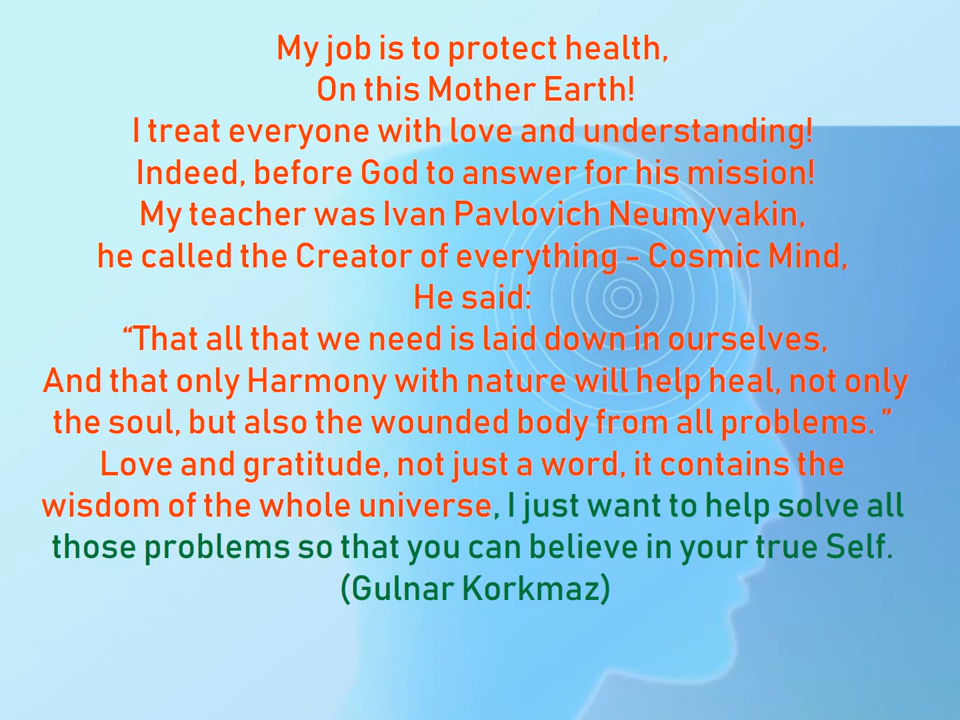 My job is to protect health,
On this Mother Earth!
I treat everyone with love and understanding!
Indeed, before God to answer for his mission!
My teacher was Ivan Pavlovich Neumyvakin,
he called the Creator of everything - Cosmic Mind,
He said:
“That all that we need is laid down in ourselves,
And that only Harmony with nature will help heal, not only
the soul, but also the wounded body from all problems. ”
Love and gratitude, not just a word, it contains the
wisdom of the whole universe, I just want to help solve all
those problems so that you can believe in your true Self.
(Gulnar Korkmaz)